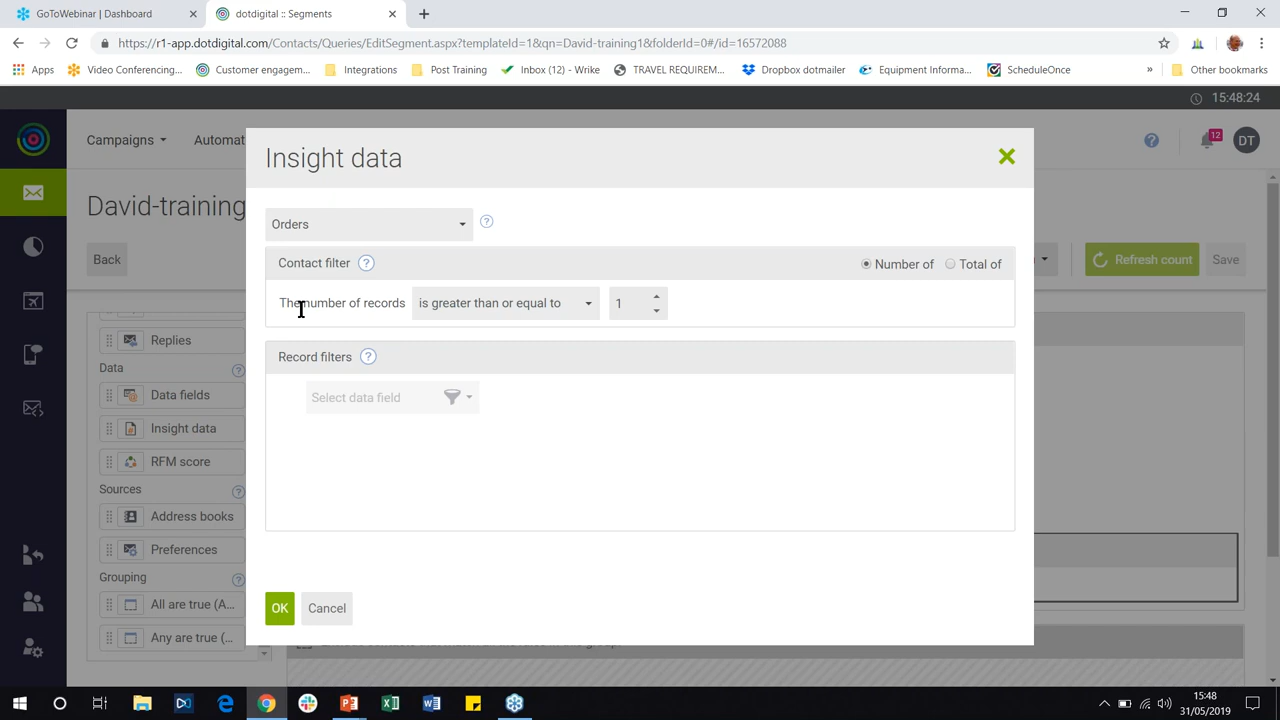 GoToWebinar | Dashboard
dotdigital :: Segments
https://r1-app.dotdigital.com/Contacts/Queries/EditSegment.aspx?templateId=1&qn=David-training1&folderId=0#/id=16572088
Apps
Video Conferencing...
Customer engagem...
Integrations
Post Training
Inbox (12) - Wrike
TRAVEL REQUIREM...
Dropbox dotmailer
Equipment Informa...
ScheduleOnce
»
Other bookmarks
15:48:24
Campaigns
Automat
12
DT
David-training
Back
Refresh count
Save
Insight data
Orders
Contact filter
Number of
Total of
The number of records
is greater than or equal to
1
Record filters
Select data field
OK
Cancel
Replies
Data
Data fields
Insight data
RFM score
Sources
Address books
Preferences
Grouping
All are true (A...
Any are true (...
15:48
31/05/2019